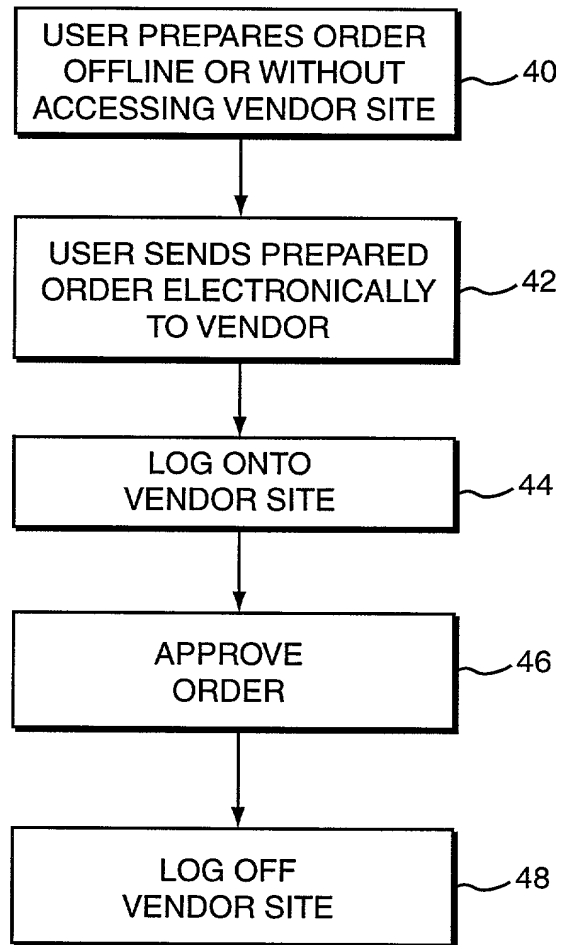 USER PREPARES ORDER
OFFLINE OR WITHOUT
ACCESSING VENDOR SITE
40
USER SENDS PREPARED
ORDER ELECTRONICALLY
TO VENDOR
42
LOG ONTO
VENDOR SITE
44
APPROVE
ORDER
46
LOG OFF
VENDOR SITE
48